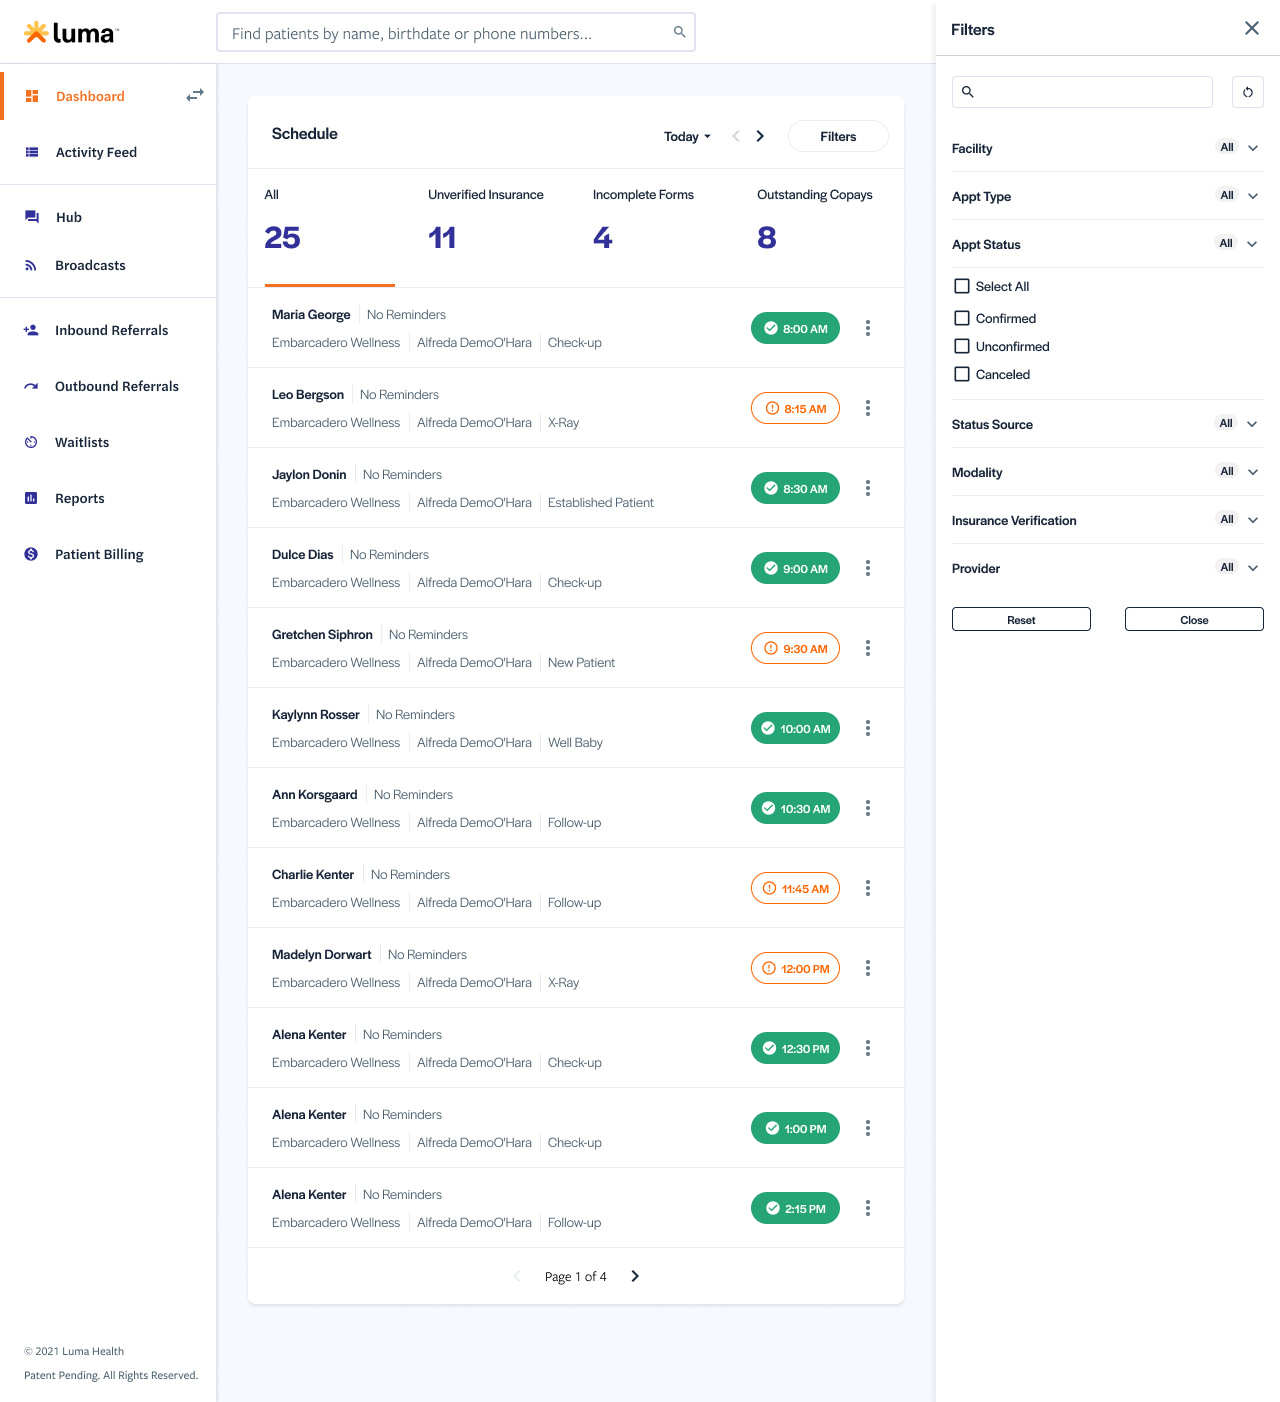 luma™
Find patients by name, birthdate or phone numbers...
Dashboard
Activity Feed
Hub
Broadcasts
Inbound Referrals
Outbound Referrals
Waitlists
Reports
Patient Billing
© 2021 Luma Health
Patent Pending. All Rights Reserved.
Schedule
Today
Filters
All
25
Unverified Insurance
11
Incomplete Forms
4
Outstanding Copays
8
Maria George No Reminders
Embarcadero Wellness Alfreda DemoO'Hara Check-up
8:00 AM
Leo Bergson No Reminders
Embarcadero Wellness Alfreda DemoO'Hara X-Ray
8:15 AM
Jaylon Donin No Reminders
Embarcadero Wellness Alfreda DemoO'Hara Established Patient
8:30 AM
Dulce Dias No Reminders
Embarcadero Wellness Alfreda DemoO'Hara Check-up
9:00 AM
Gretchen Siphron No Reminders
Embarcadero Wellness Alfreda DemoO'Hara New Patient
9:30 AM
Kaylynn Rosser No Reminders
Embarcadero Wellness Alfreda DemoO'Hara Well Baby
10:00 AM
Ann Korsgaard No Reminders
Embarcadero Wellness Alfreda DemoO'Hara Follow-up
10:30 AM
Charlie Kenter No Reminders
Embarcadero Wellness Alfreda DemoO'Hara Follow-up
11:45 AM
Madelyn Dorwart No Reminders
Embarcadero Wellness Alfreda DemoO'Hara X-Ray
12:00 PM
Alena Kenter No Reminders
Embarcadero Wellness Alfreda DemoO'Hara Check-up
12:30 PM
Alena Kenter No Reminders
Embarcadero Wellness Alfreda DemoO'Hara Check-up
1:00 PM
Alena Kenter No Reminders
Embarcadero Wellness Alfreda DemoO'Hara Follow-up
2:15 PM
Page 1 of 4
Filters
Facility All
Appt Type All
Appt Status All
Select All
Confirmed
Unconfirmed
Canceled
Status Source All
Modality All
Insurance Verification All
Provider All
Reset
Close